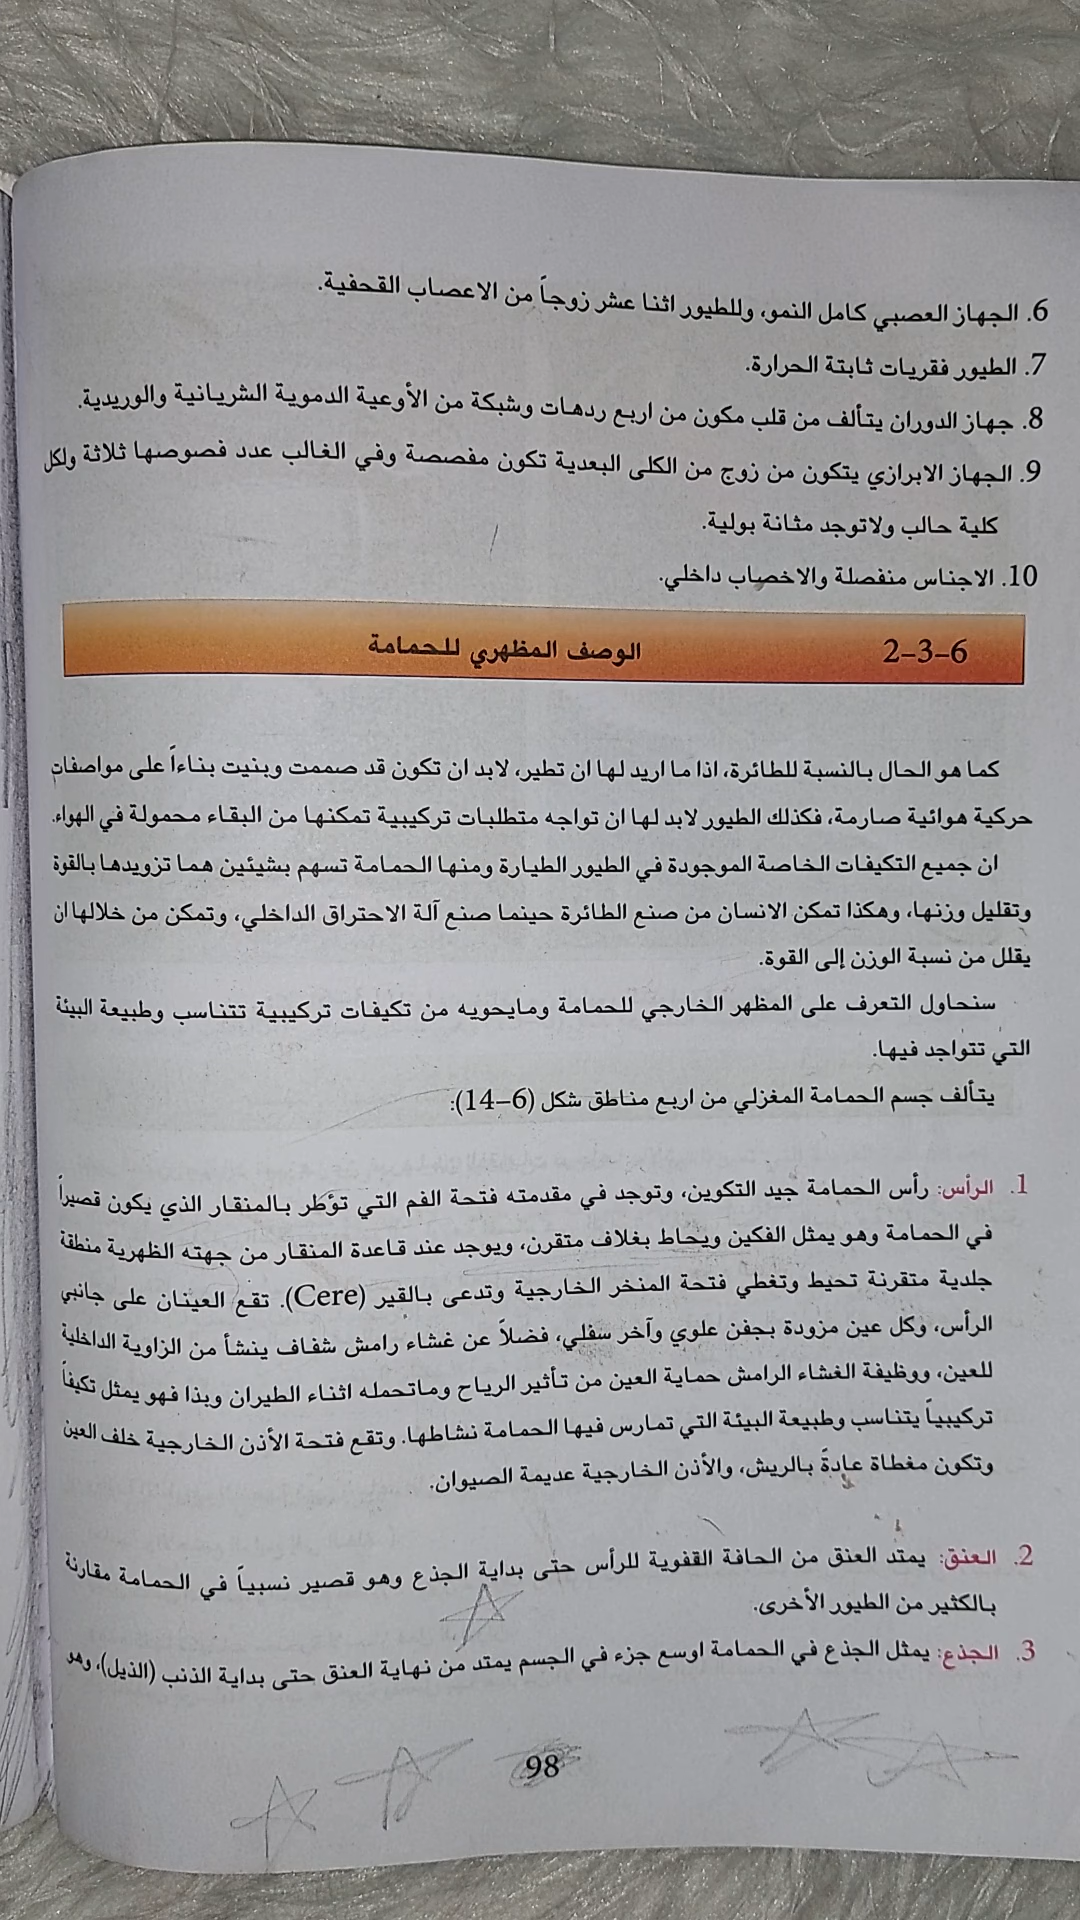 6. الجهاز العصبي كامل النمو، وللطيور اثنا عشر زوجاً من الاعصاب القحفية.
7. الطيور فقريات ثابتة الحرارة.
8. جهاز الدوران يتألف من قلب مكون من اربع ردهات وشبكة من الأوعية الدموية الشريانية والوريدية.
9. الجهاز الابرازي يتكون من زوج من الكلى البعدية تكون مفصصة وفي الغالب عدد فصوصها ثلاثة ولكل
كلية حالب ولاتوجد مثانة بولية.
10. الاجناس منفصلة والاخصاب داخلي.
2-3-6 الوصف المظهري للحمامة
كما هو الحال بالنسبة للطائرة، اذا ما اريد لها ان تطير، لابد ان تكون قد صممت وبنيت بناءاً على مواصفات
حركية هوائية صارمة، فكذلك الطيور لابد لها ان تواجه متطلبات تركيبية تمكنها من البقاء محمولة في الهواء.
ان جميع التكيفات الخاصة الموجودة في الطيور الطيارة ومنها الحمامة تسهم بشيئين هما تزويدها بالقوة
وتقليل وزنها، وهكذا تمكن الانسان من صنع الطائرة حينما صنع آلة الاحتراق الداخلي، وتمكن من خلالها ان
يقلل من نسبة الوزن إلى القوة.
سنحاول التعرف على المظهر الخارجي للحمامة ومايحويه من تكيفات تركيبية تتناسب وطبيعة البيئة
التي تتواجد فيها.
يتألف جسم الحمامة المغزلي من اربع مناطق شكل (6-14):
1. الرأس: رأس الحمامة جيد التكوين، وتوجد في مقدمته فتحة الفم التي تؤطر بالمنقار الذي يكون قصيراً
في الحمامة وهو يمثل الفكين ويحاط بغلاف متقرن، ويوجد عند قاعدة المنقار من جهته الظهرية منطقة
جلدية متقرنة تحيط وتغطي فتحة المنخر الخارجية وتدعى بالقير (Cere). تقع العينان على جانبي
الرأس، وكل عين مزودة بجفن علوي وآخر سفلي، فضلاً عن غشاء رامش شفاف ينشأ من الزاوية الداخلية
للعين، ووظيفة الغشاء الرامش حماية العين من تأثير الرياح وماتحمله اثناء الطيران وبذا فهو يمثل تكيفاً
تركيبياً يتناسب وطبيعة البيئة التي تمارس فيها الحمامة نشاطها. وتقع فتحة الأذن الخارجية خلف العين
وتكون مغطاة عادةً بالريش، والأذن الخارجية عديمة الصيوان.
2. العنق: يمتد العنق من الحافة القفوية للرأس حتى بداية الجذع وهو قصير نسبياً في الحمامة مقارنة
بالكثير من الطيور الأخرى.
3. الجذع: يمثل الجذع في الحمامة اوسع جزء في الجسم يمتد من نهاية العنق حتى بداية الذنب (الذيل)، وهو
98